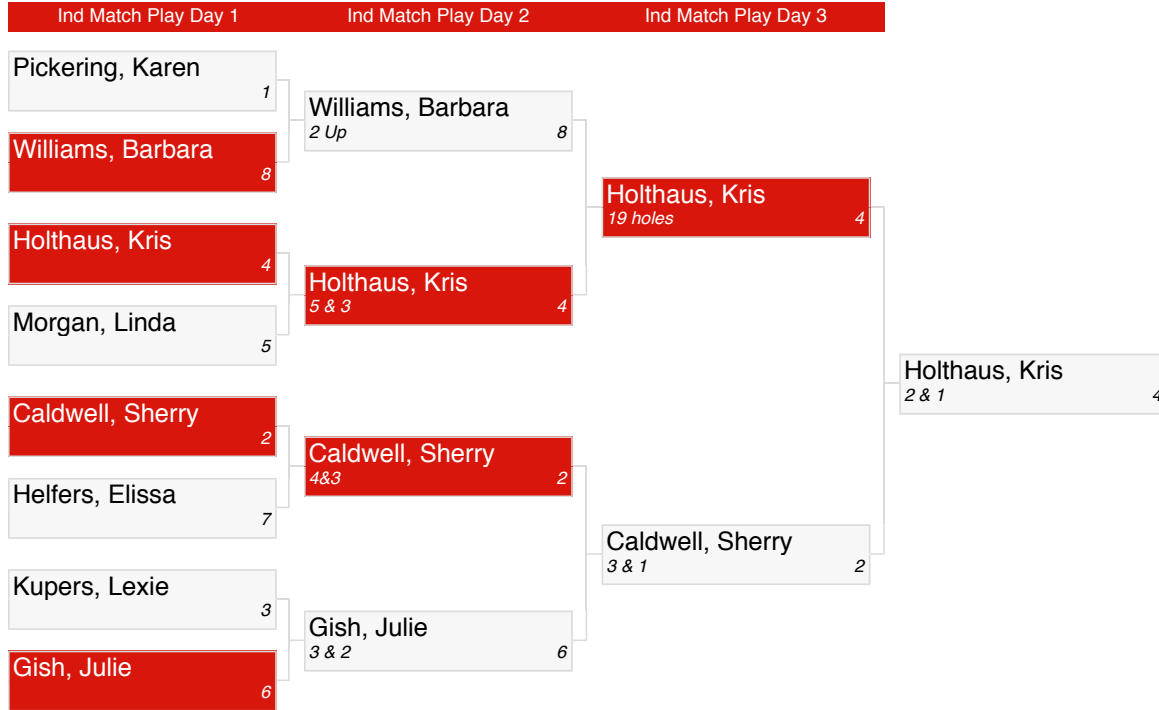 Ind Match Play Day 1
Ind Match Play Day 2
Ind Match Play Day 3
Pickering, Karen
1
Williams, Barbara
8
Holthaus, Kris
4
Morgan, Linda
5
Caldwell, Sherry
2
Helfers, Elissa
7
Kupers, Lexie
3
Gish, Julie
6
Williams, Barbara
2 Up 8
Holthaus, Kris
5 & 3 4
Caldwell, Sherry
4&3 2
Gish, Julie
3 & 2 6
Holthaus, Kris
19 holes 4
Caldwell, Sherry
3 & 1 2
Holthaus, Kris
2 & 1 4